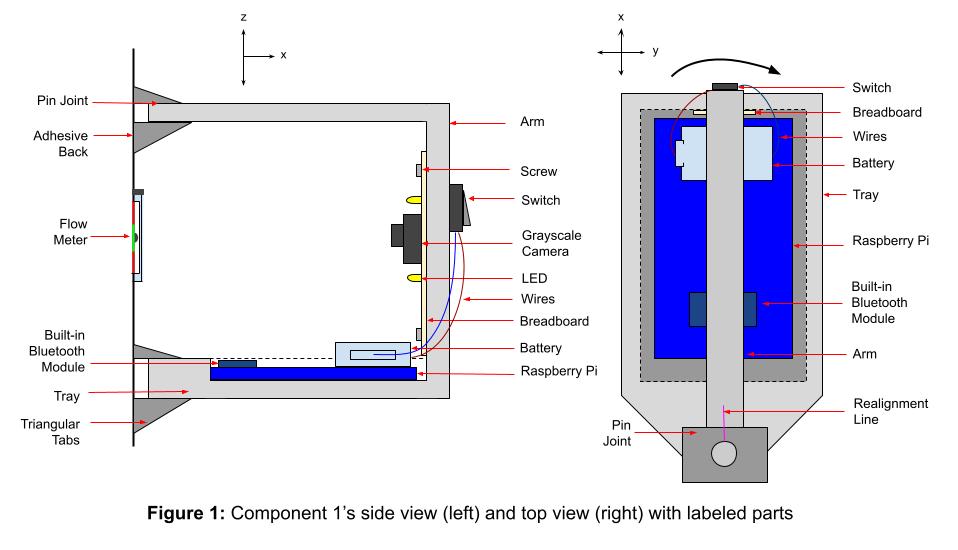 z
x
Pin Joint
Adhesive
Back
Flow
Meter
Built-in
Bluetooth
Module
Tray
Triangular
Tabs
Arm
Screw
Switch
Grayscale
Camera
LED
Wires
Breadboard
Battery
Raspberry Pi
x
y
Switch
Breadboard
Wires
Battery
Tray
Raspberry Pi
Built-in
Bluetooth
Module
Arm
Realignment
Line
Pin
Joint
Figure 1: Component 1's side view (left) and top view (right) with labeled parts